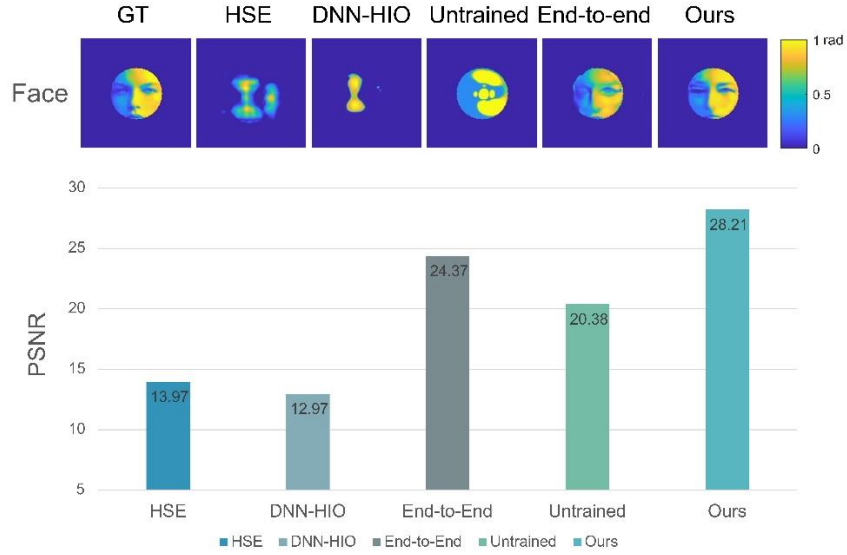 GT HSE DNN-HIO Untrained End-to-end Ours
1 rad
Face
0.5
0
30
28.21
25
24.37
20
20.38
PSNR
15
13.97
12.97
10
5
HSE DNN-HIO End-to-End Untrained Ours
HSE DNN-HIO End-to-End Untrained Ours